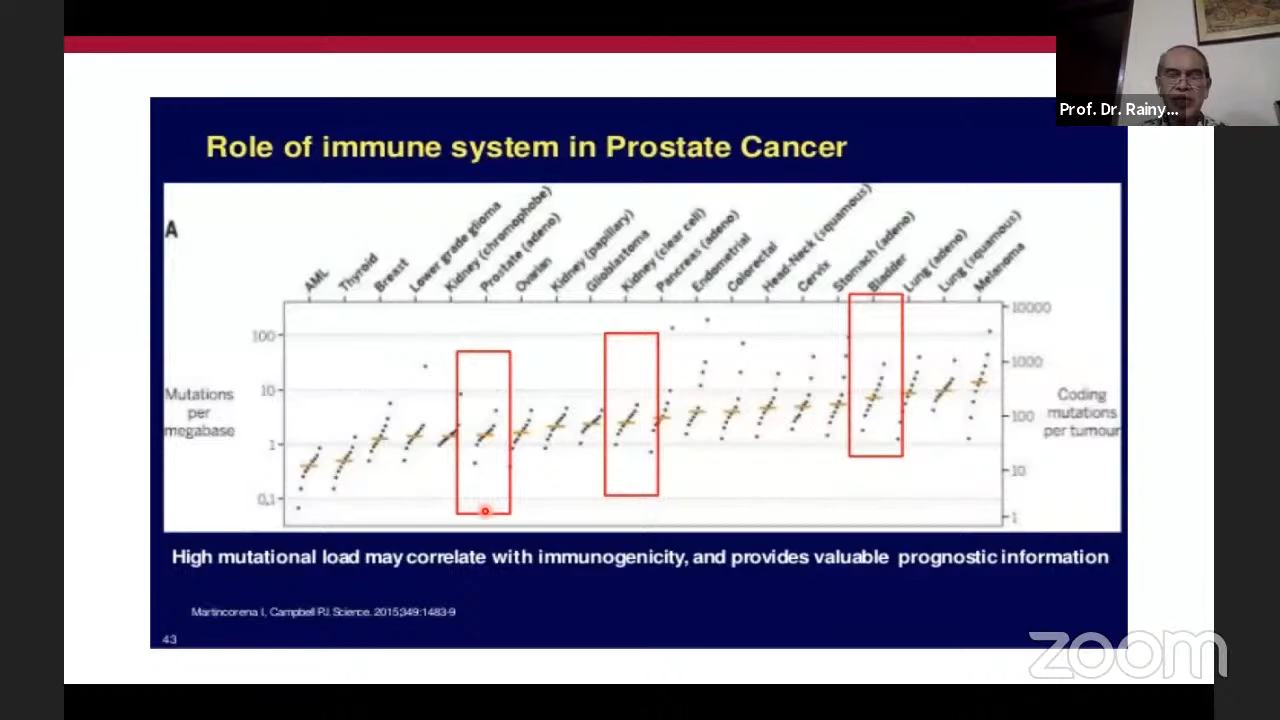 Prof. Dr. Rainy...
Role of immune system in Prostate Cancer
A
AML
Thyroid
Breast
Lower grade glioma
Kidney (chromophobe)
Prostate (adeno)
Ovarian
Kidney (papillary)
Glioblastoma
Kidney (clear cell)
Pancreas (adeno)
Endometrial
Colorectal
Head-Neck (squamous)
Cervix
Stomach (adeno)
Bladder
Lung (adeno)
Lung (squamous)
Melanoma
100
10
1
0,1
Mutations
per
megabase
10000
1000
100
10
1
Coding
mutations
per tumour
High mutational load may correlate with immunogenicity, and provides valuable prognostic information
Martincorena I, Campbell PJ. Science. 2015;349:1483-9
43
zoom